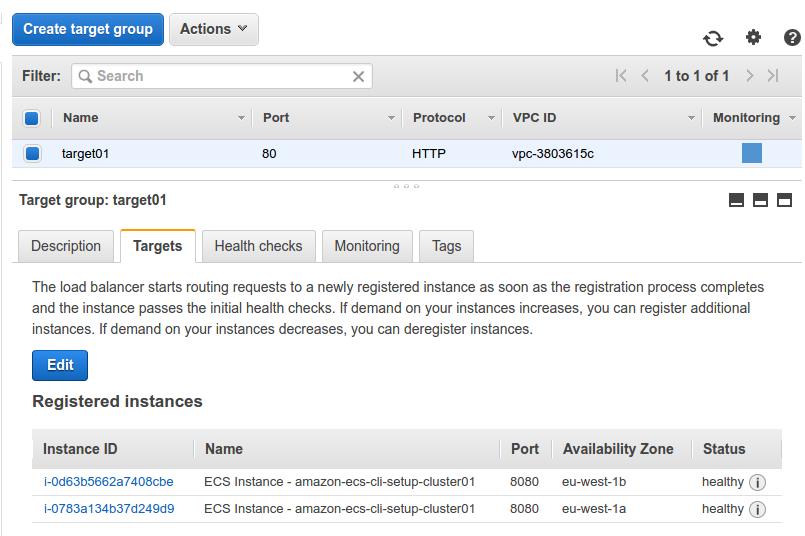 Create target group Actions
Filter: Search 1 to 1 of 1
Name Port Protocol VPC ID Monitoring
target01 80 HTTP vpc-3803615c
Target group: target01
Description Targets Health checks Monitoring Tags
The load balancer starts routing requests to a newly registered instance as soon as the registration process completes
and the instance passes the initial health checks. If demand on your instances increases, you can register additional
instances. If demand on your instances decreases, you can deregister instances.
Edit
Registered instances
Instance ID Name Port Availability Zone Status
i-0d63b5662a7408cbe ECS Instance - amazon-ecs-cli-setup-cluster01 8080 eu-west-1b healthy
i-0783a134b37d249d9 ECS Instance - amazon-ecs-cli-setup-cluster01 8080 eu-west-1a healthy